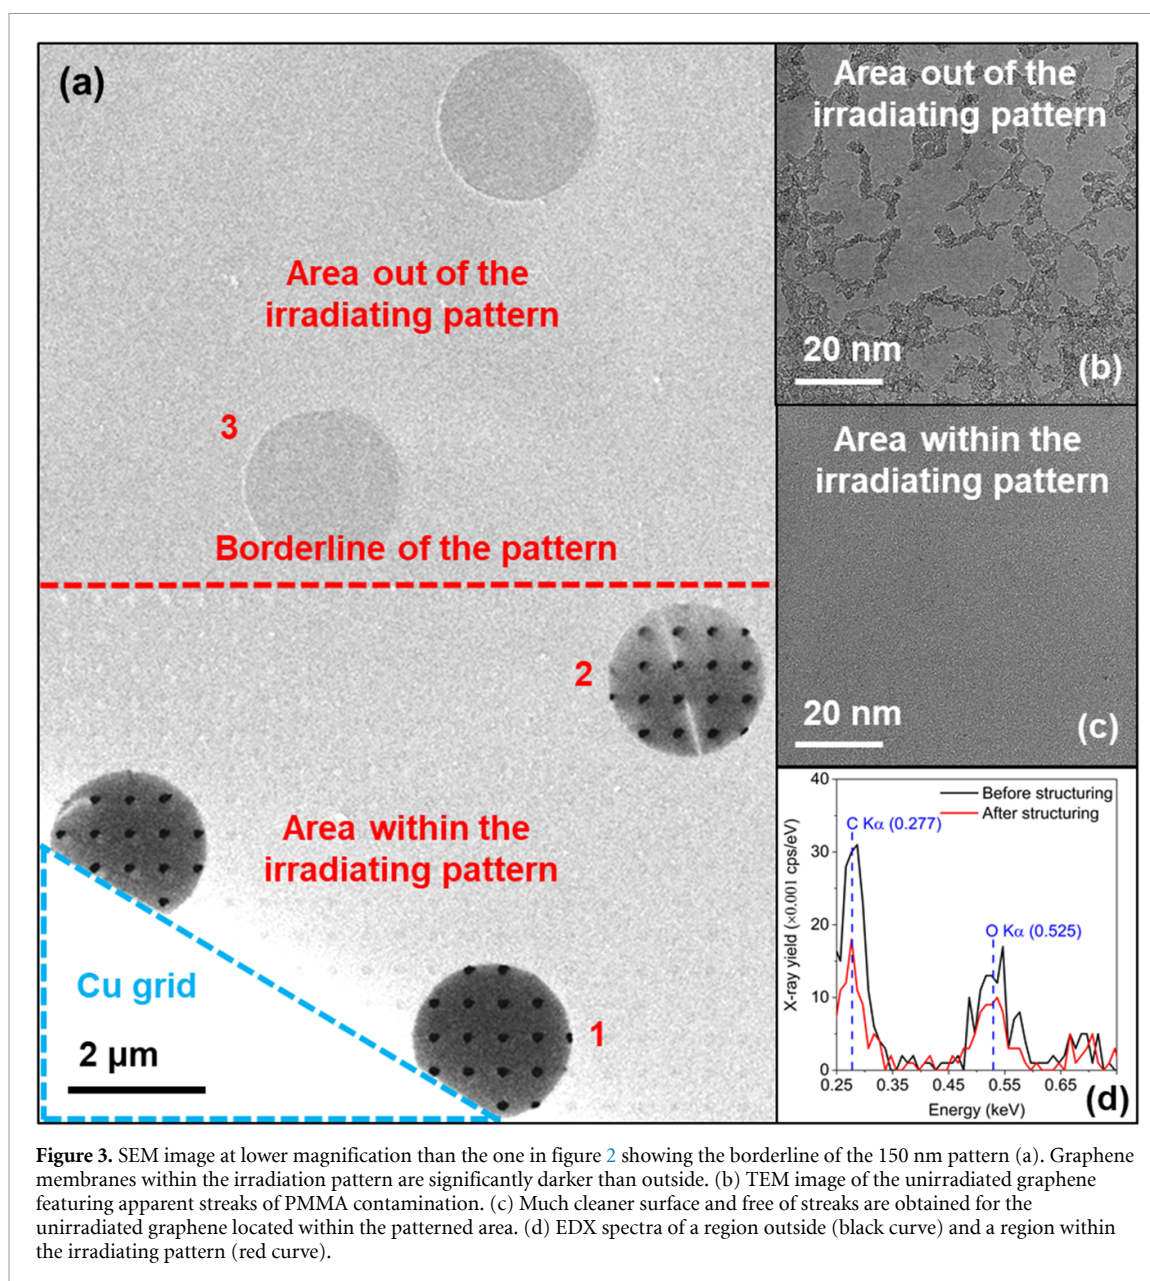 (a)
Area out of the
irradiating pattern
3
Borderline of the pattern
2
Area within the
irradiating pattern
Cu grid
2 µm
1
Area out of the
irradiating pattern
20 nm
(b)
Area within the
irradiating pattern
20 nm
(c)
40
30
20
10
0
X-ray yield (×0.001 cps/eV)
Before structuring
After structuring
C Kα (0.277)
O Kα (0.525)
0.25
0.35
0.45
0.55
0.65
Energy (keV)
(d)
Figure 3. SEM image at lower magnification than the one in figure 2 showing the borderline of the 150 nm pattern (a). Graphene
membranes within the irradiation pattern are significantly darker than outside. (b) TEM image of the unirradiated graphene
featuring apparent streaks of PMMA contamination. (c) Much cleaner surface and free of streaks are obtained for the
unirradiated graphene located within the patterned area. (d) EDX spectra of a region outside (black curve) and a region within
the irradiating pattern (red curve).